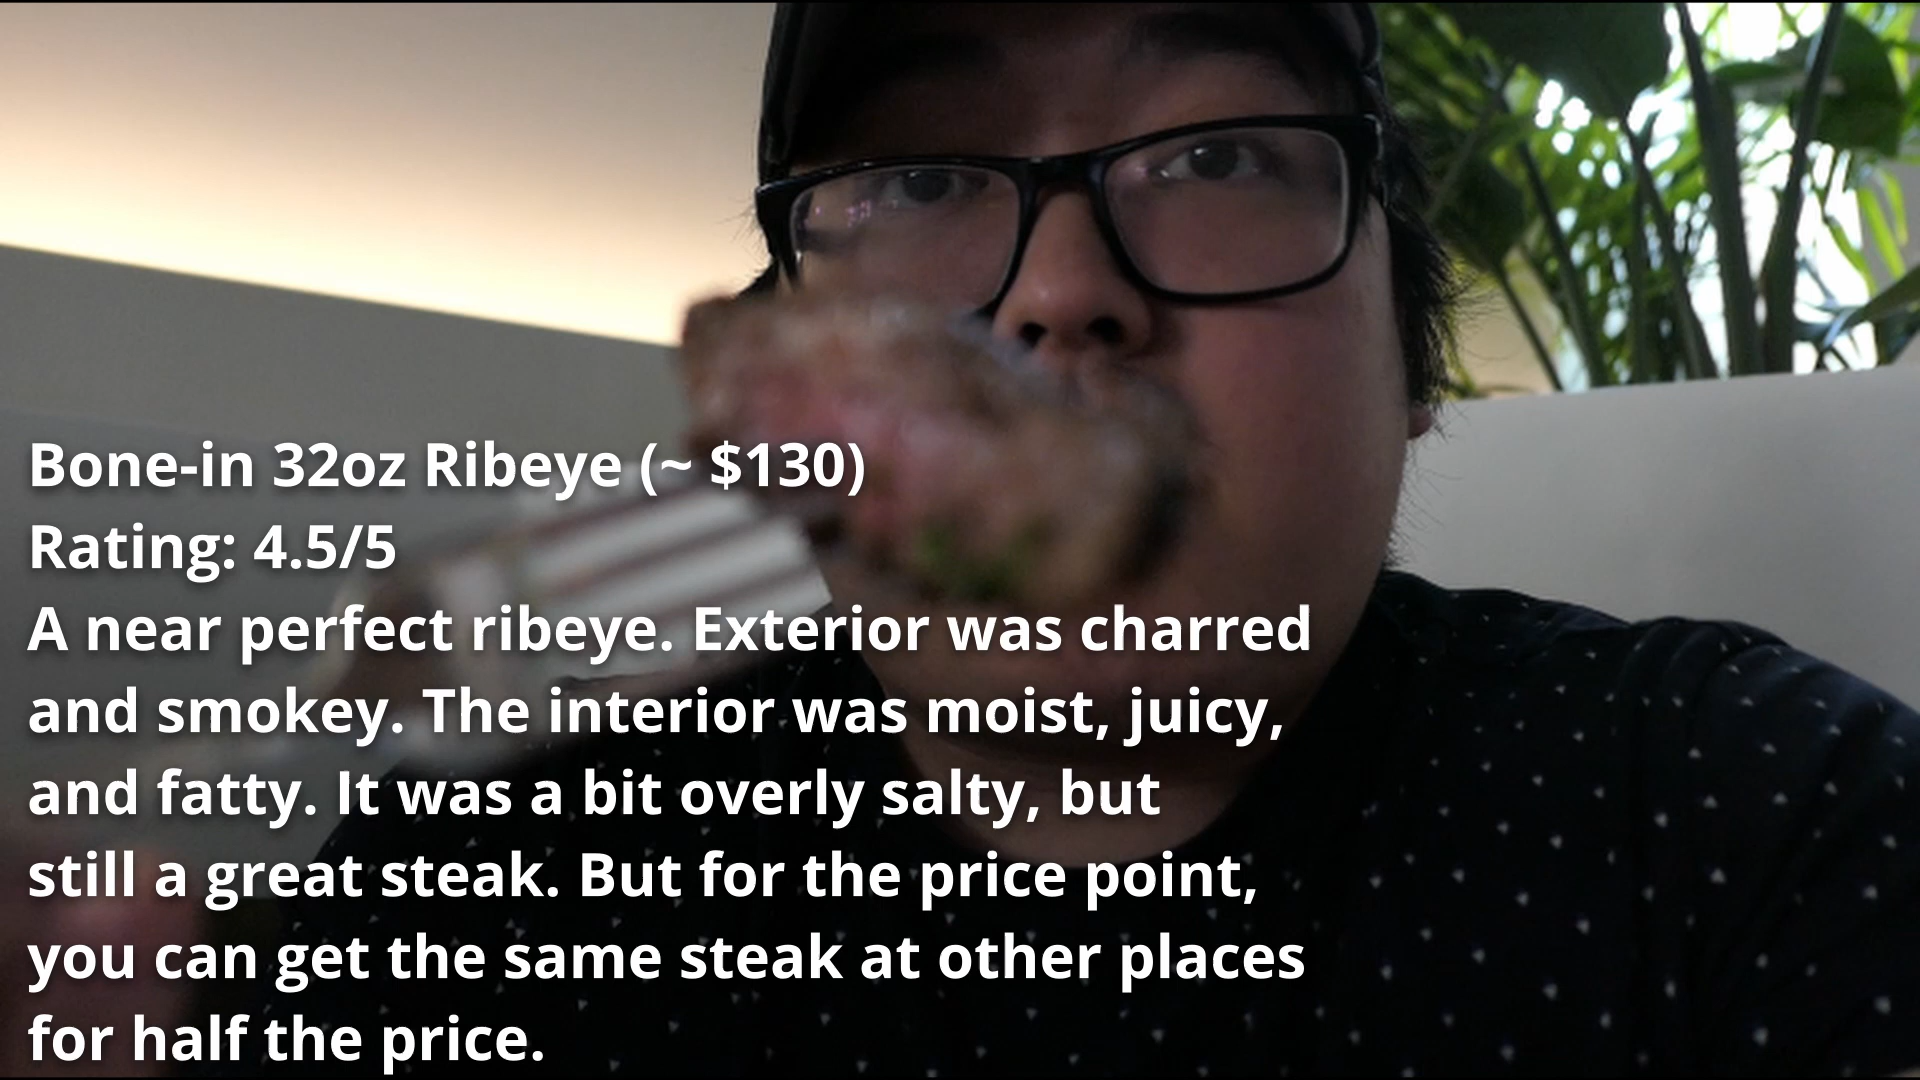 Bone-in 32oz Ribeye (~ $130)
Rating: 4.5/5
A near perfect ribeye. Exterior was charred
and smokey. The interior was moist, juicy,
and fatty. It was a bit overly salty, but
still a great steak. But for the price point,
you can get the same steak at other places
for half the price.